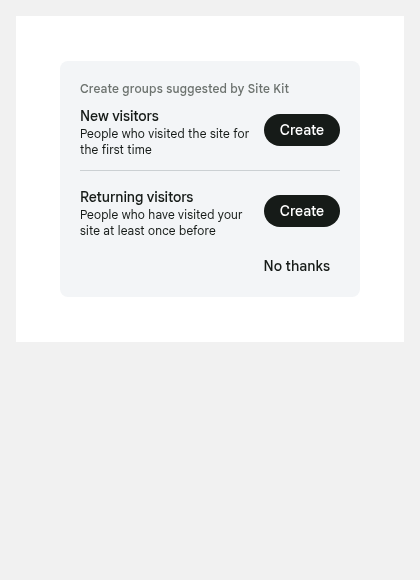 Create groups suggested by Site Kit
New visitors
People who visited the site for
the first time
Create
Returning visitors
People who have visited your
site at least once before
Create
No thanks